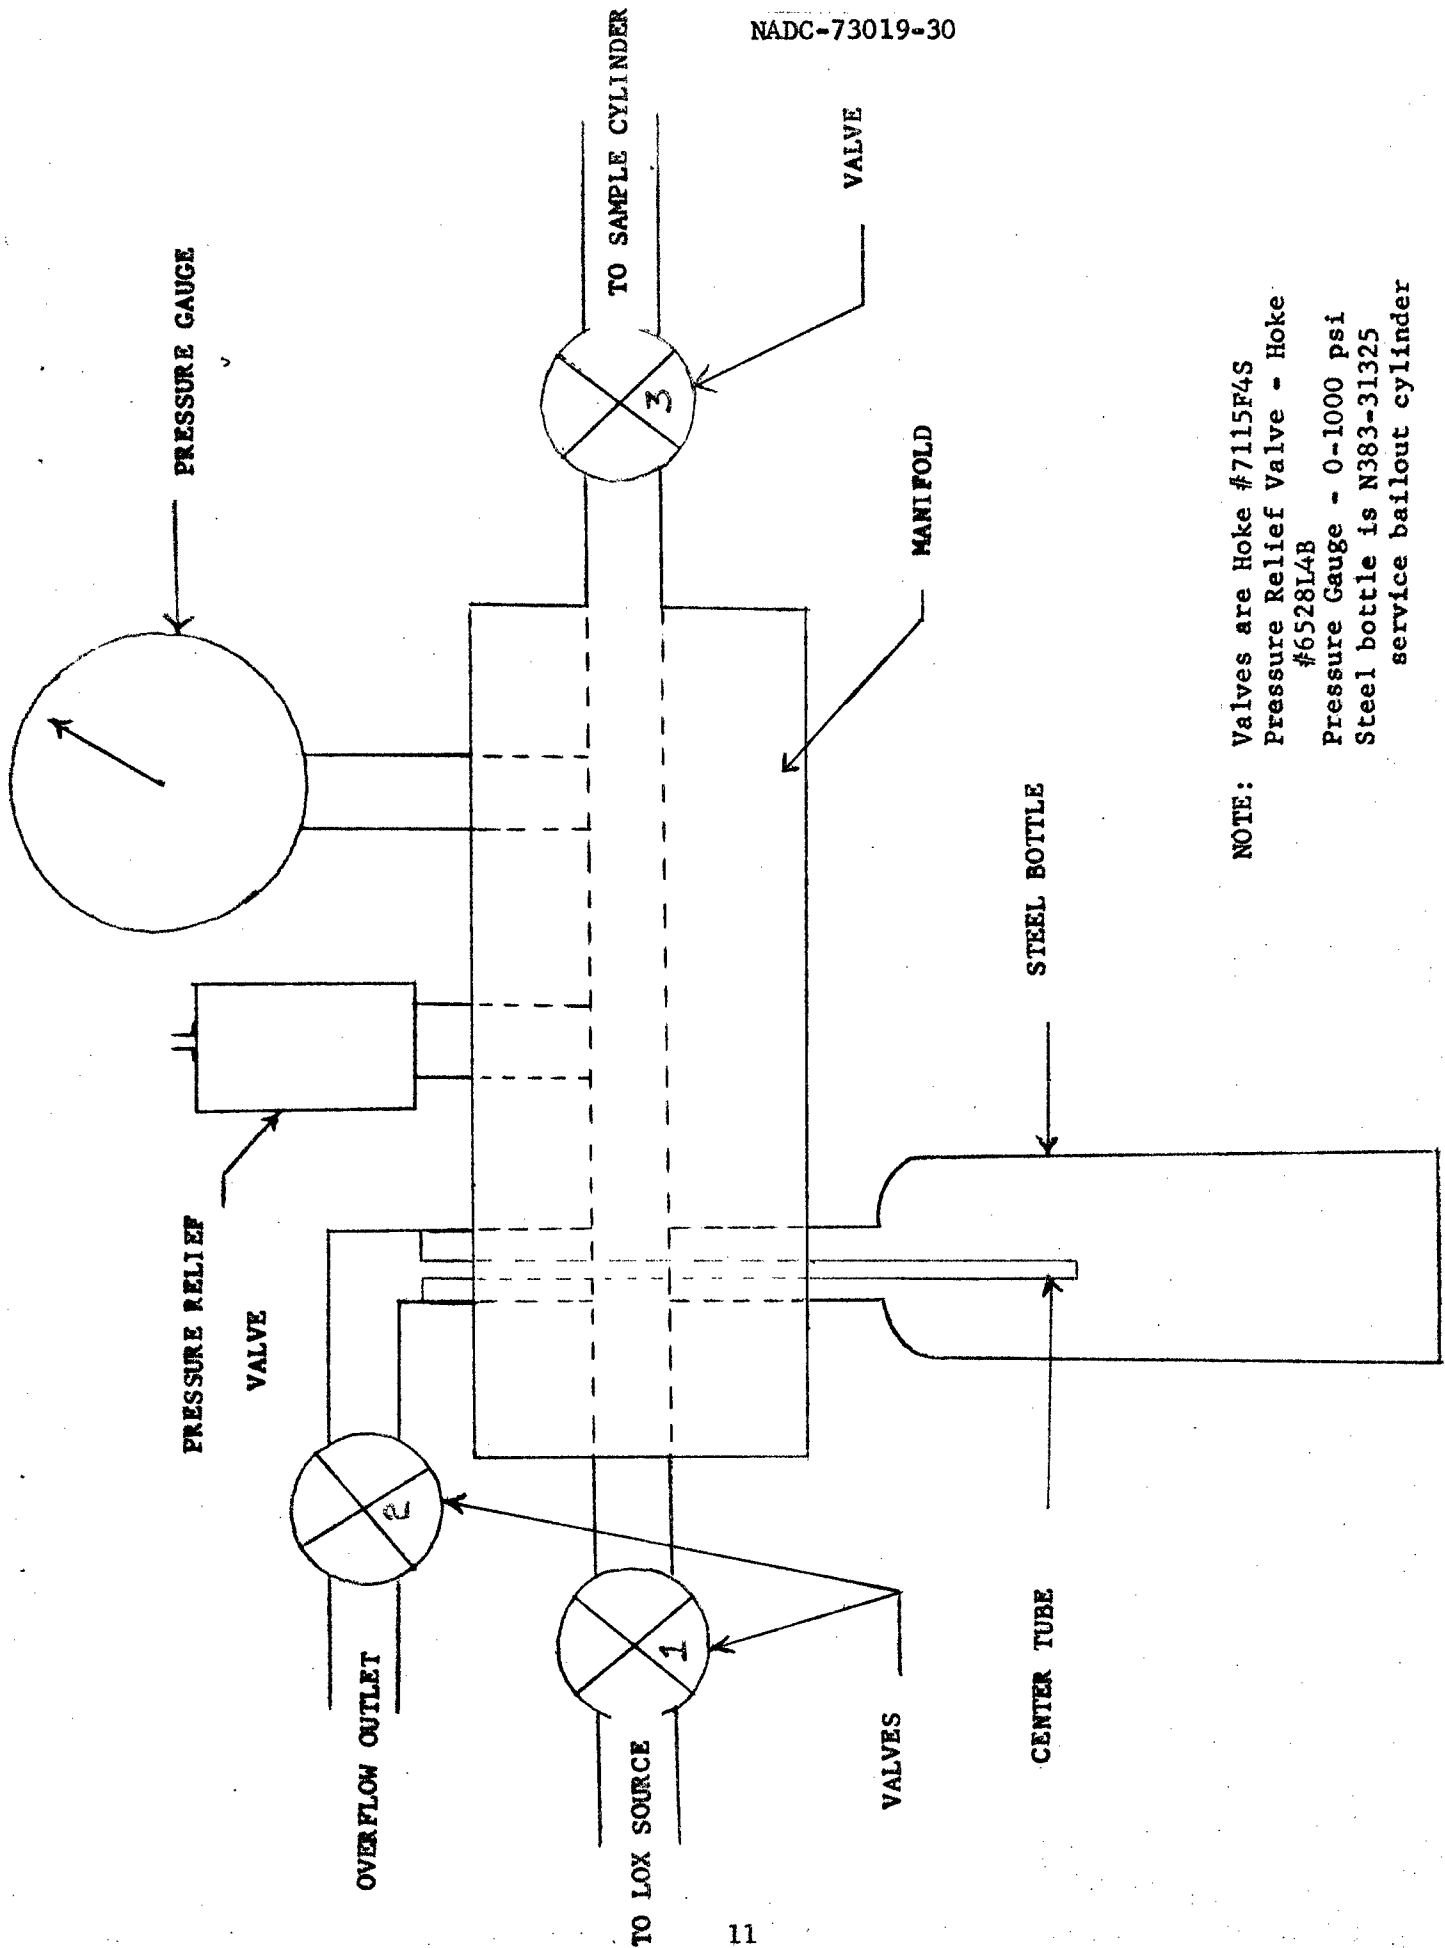 NADC-73019-30
PRESSURE GAUGE
PRESSURE RELIEF
VALVE
OVERFLOW OUTLET
2
TO LOX SOURCE
1
3
TO SAMPLE CYLINDER
VALVE
VALVES
MANIFOLD
CENTER TUBE
STEEL BOTTLE
NOTE: Valves are Hoke #7115F4S
Pressure Relief Valve - Hoke
#6528L4B
Pressure Gauge - 0-1000 psi
Steel bottle is N383-31325
service bailout cylinder
11